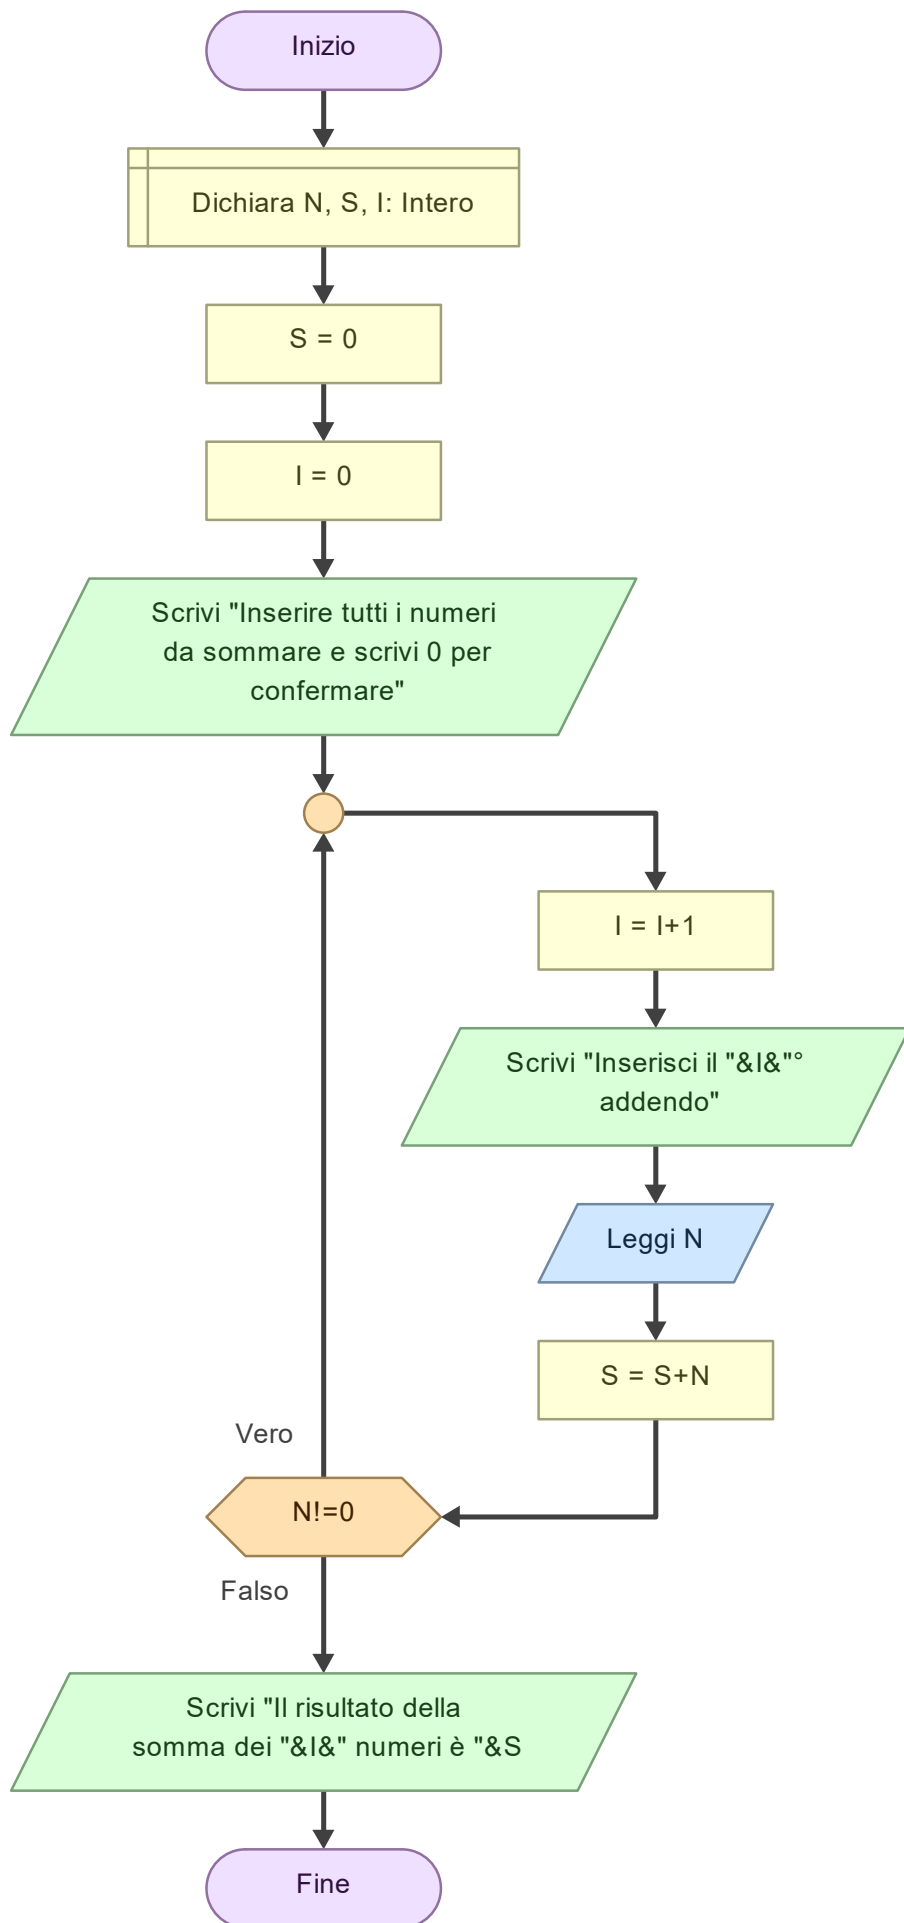 Inizio
Dichiara N, S, I: Intero
S = 0
I = 0
Scrivi "Inserire tutti i numeri
da sommare e scrivi 0 per
confermare"
I = I+1
Scrivi "Inserisci il "&I&"°
addendo"
Leggi N
S = S+N
Vero
N!=0
Falso
Scrivi "Il risultato della
somma dei "&I&" numeri è "&S
Fine